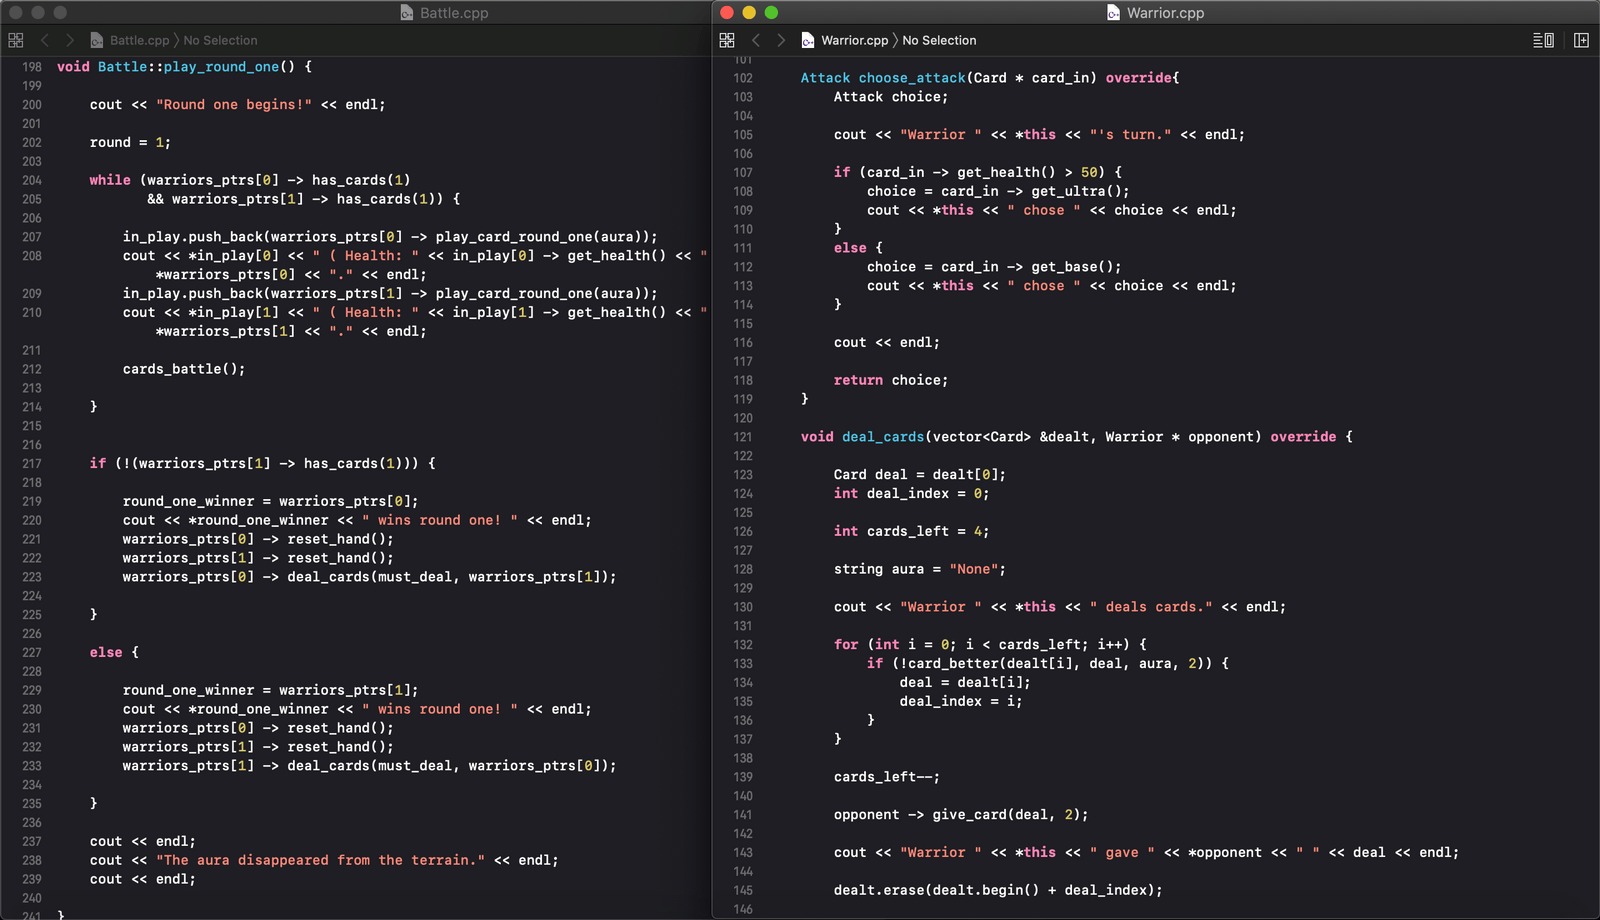 Battle.cpp
Battle.cpp 〉 No Selection
198 void Battle::play_round_one() {
199
200     cout << "Round one begins!" << endl;
201
202     round = 1;
203
204     while (warriors_ptrs[0] -> has_cards(1)
205            && warriors_ptrs[1] -> has_cards(1)) {
206
207         in_play.push_back(warriors_ptrs[0] -> play_card_round_one(aura));
208         cout << *in_play[0] << " ( Health: " << in_play[0] -> get_health() << "
            *warriors_ptrs[0] << "." << endl;
209         in_play.push_back(warriors_ptrs[1] -> play_card_round_one(aura));
210         cout << *in_play[1] << " ( Health: " << in_play[1] -> get_health() << "
            *warriors_ptrs[1] << "." << endl;
211
212         cards_battle();
213
214     }
215
216
217     if (!(warriors_ptrs[1] -> has_cards(1))) {
218
219         round_one_winner = warriors_ptrs[0];
220         cout << *round_one_winner << " wins round one! " << endl;
221         warriors_ptrs[0] -> reset_hand();
222         warriors_ptrs[1] -> reset_hand();
223         warriors_ptrs[0] -> deal_cards(must_deal, warriors_ptrs[1]);
224
225     }
226
227     else {
228
229         round_one_winner = warriors_ptrs[1];
230         cout << *round_one_winner << " wins round one! " << endl;
231         warriors_ptrs[0] -> reset_hand();
232         warriors_ptrs[1] -> reset_hand();
233         warriors_ptrs[1] -> deal_cards(must_deal, warriors_ptrs[0]);
234
235     }
236
237     cout << endl;
238     cout << "The aura disappeared from the terrain." << endl;
239     cout << endl;
240
241 }
Warrior.cpp
Warrior.cpp 〉 No Selection
101
102     Attack choose_attack(Card * card_in) override{
103         Attack choice;
104
105         cout << "Warrior " << *this << "'s turn." << endl;
106
107         if (card_in -> get_health() > 50) {
108             choice = card_in -> get_ultra();
109             cout << *this << " chose " << choice << endl;
110         }
111         else {
112             choice = card_in -> get_base();
113             cout << *this << " chose " << choice << endl;
114         }
115
116         cout << endl;
117
118         return choice;
119     }
120
121     void deal_cards(vector<Card> &dealt, Warrior * opponent) override {
122
123         Card deal = dealt[0];
124         int deal_index = 0;
125
126         int cards_left = 4;
127
128         string aura = "None";
129
130         cout << "Warrior " << *this << " deals cards." << endl;
131
132         for (int i = 0; i < cards_left; i++) {
133             if (!card_better(dealt[i], deal, aura, 2)) {
134                 deal = dealt[i];
135                 deal_index = i;
136             }
137         }
138
139         cards_left--;
140
141         opponent -> give_card(deal, 2);
142
143         cout << "Warrior " << *this << " gave " << *opponent << " " << deal << endl;
144
145         dealt.erase(dealt.begin() + deal_index);
146